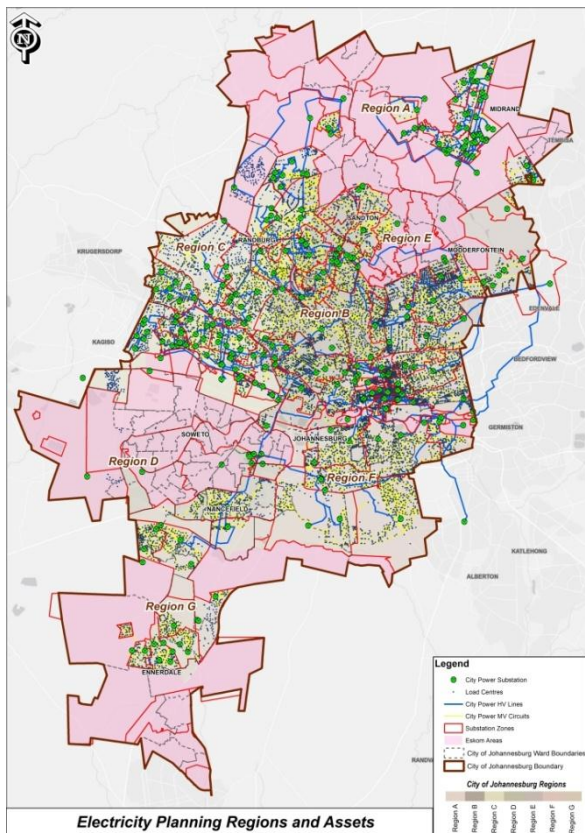 N
Region A
MIDRAND
TEMBISA
SANDTON
Region C
RANDBURG
Region E
MODDERFONTEIN
KRUGERSDORP
Region B
EDENVALE
KAGISO
BEDFORDVIEW
SOWETO
JOHANNESBURG
GERMISTON
Region D
Region F
NANCEFIELD
KATLEHONG
ALBERTON
Region G
ENNERDALE
Legend
City Power Substation
Load Centres
City Power HV Lines
City Power MV Circuits
Substation Zones
Eskom Areas
City of Johannesburg Ward Boundaries
City of Johannesburg Boundary
City of Johannesburg Regions
Region A
Region B
Region C
Region D
Region E
Region F
Region G
RANDV
Electricity Planning Regions and Assets